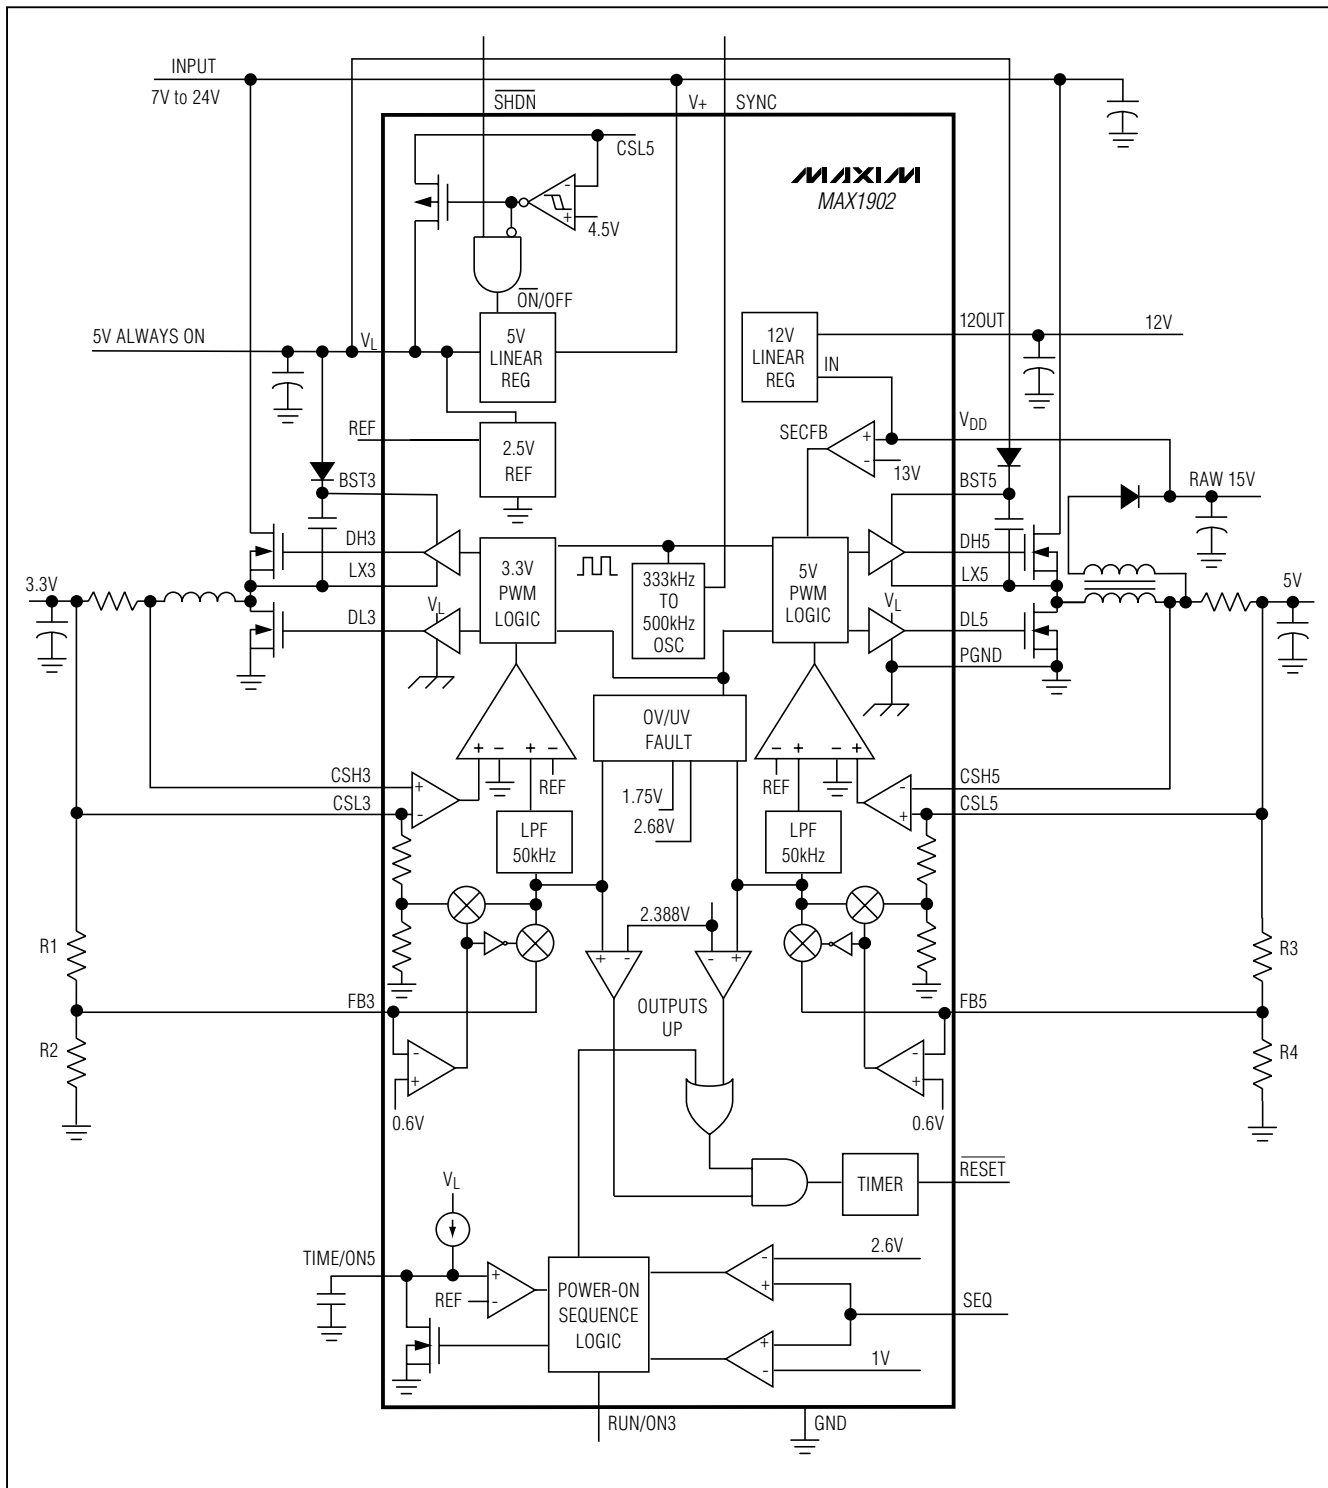 INPUT
7V to 24V
SHDN
V+
SYNC
CSL5
MAXIM
MAX1902
-
+
4.5V
ON/OFF
5V ALWAYS ON
VL
5V
LINEAR
REG
12V
LINEAR
REG
12OUT
12V
IN
REF
2.5V
REF
SECFB
+
-
13V
VDD
BST3
BST5
RAW 15V
DH3
DH5
3.3V
LX3
3.3V
PWM
LOGIC
333kHz
TO
500kHz
OSC
5V
PWM
LOGIC
LX5
5V
VL
VL
DL3
DL5
PGND
OV/UV
FAULT
+ - + -
REF
- + - +
REF
CSH3
+
-
CSL3
1.75V
2.68V
CSH5
-
+
CSL5
LPF
50kHz
LPF
50kHz
2.388V
+ -
- +
R1
R3
FB3
OUTPUTS
UP
FB5
R2
-
+
0.6V
-
+
0.6V
R4
TIMER
RESET
VL
TIME/ON5
+
-
REF
POWER-ON
SEQUENCE
LOGIC
-
+
2.6V
SEQ
+
-
1V
RUN/ON3
GND